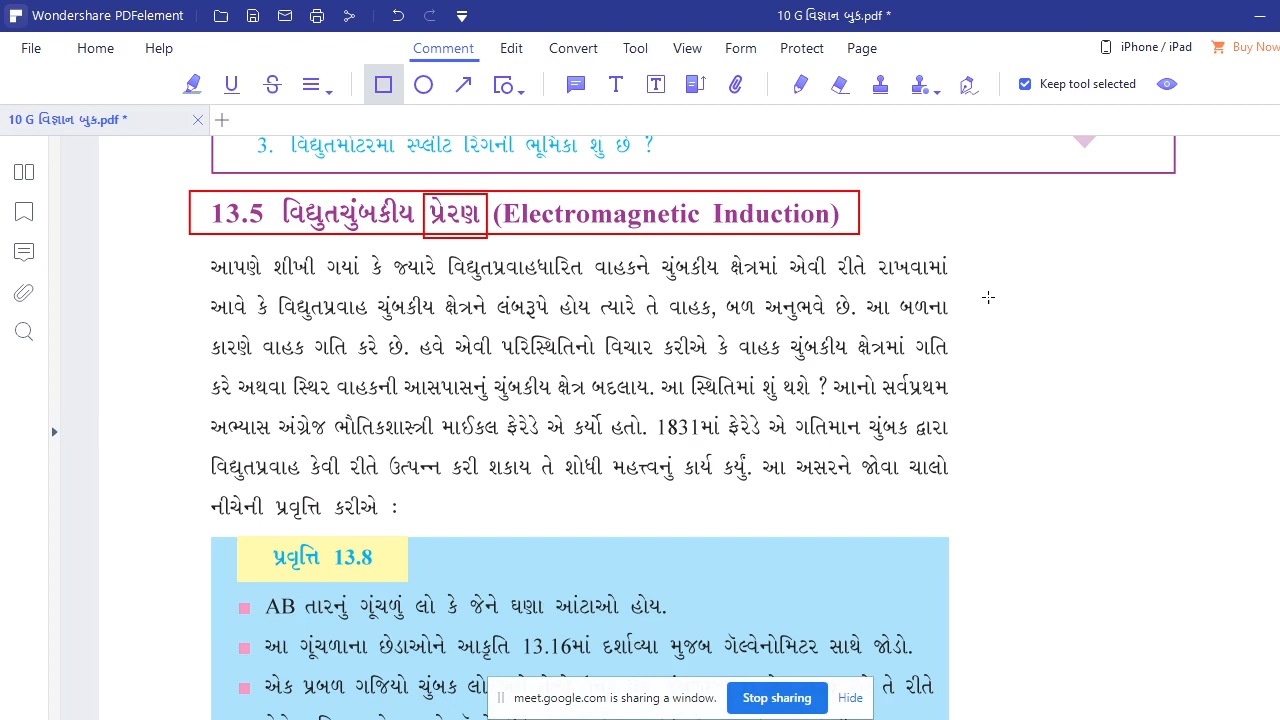 Wondershare PDFelement
10 G વિજ્ઞાન બુક.pdf *
File Home Help Comment Edit Convert Tool View Form Protect Page iPhone / iPad Buy Now
Keep tool selected
10 G વિજ્ઞાન બુક.pdf *
3. વિદ્યુતમોટરમા સ્પ્લીટ રિંગની ભૂમિકા શું છે ?
13.5 વિદ્યુતચુંબકીય પ્રેરણ (Electromagnetic Induction)
આપણે શીખી ગયાં કે જ્યારે વિદ્યુતપ્રવાહધારિત વાહકને ચુંબકીય ક્ષેત્રમાં એવી રીતે રાખવામાં
આવે કે વિદ્યુતપ્રવાહ ચુંબકીય ક્ષેત્રને લંબરૂપે હોય ત્યારે તે વાહક, બળ અનુભવે છે. આ બળના
કારણે વાહક ગતિ કરે છે. હવે એવી પરિસ્થિતિનો વિચાર કરીએ કે વાહક ચુંબકીય ક્ષેત્રમાં ગતિ
કરે અથવા સ્થિર વાહકની આસપાસનું ચુંબકીય ક્ષેત્ર બદલાય. આ સ્થિતિમાં શું થશે ? આનો સર્વપ્રથમ
અભ્યાસ અંગ્રેજ ભૌતિકશાસ્ત્રી માઈકલ ફેરેડે એ કર્યો હતો. 1831માં ફેરેડે એ ગતિમાન ચુંબક દ્વારા
વિદ્યુતપ્રવાહ કેવી રીતે ઉત્પન્ન કરી શકાય તે શોધી મહત્ત્વનું કાર્ય કર્યું. આ અસરને જોવા ચાલો
નીચેની પ્રવૃત્તિ કરીએ :
પ્રવૃત્તિ 13.8
AB તારનું ગૂંચળું લો કે જેને ઘણા આંટાઓ હોય.
આ ગૂંચળાના છેડાઓને આકૃતિ 13.16માં દર્શાવ્યા મુજબ ગૅલ્વેનોમિટર સાથે જોડો.
એક પ્રબળ ગજિયો ચુંબક લો તે રીતે
meet.google.com is sharing a window. Stop sharing Hide